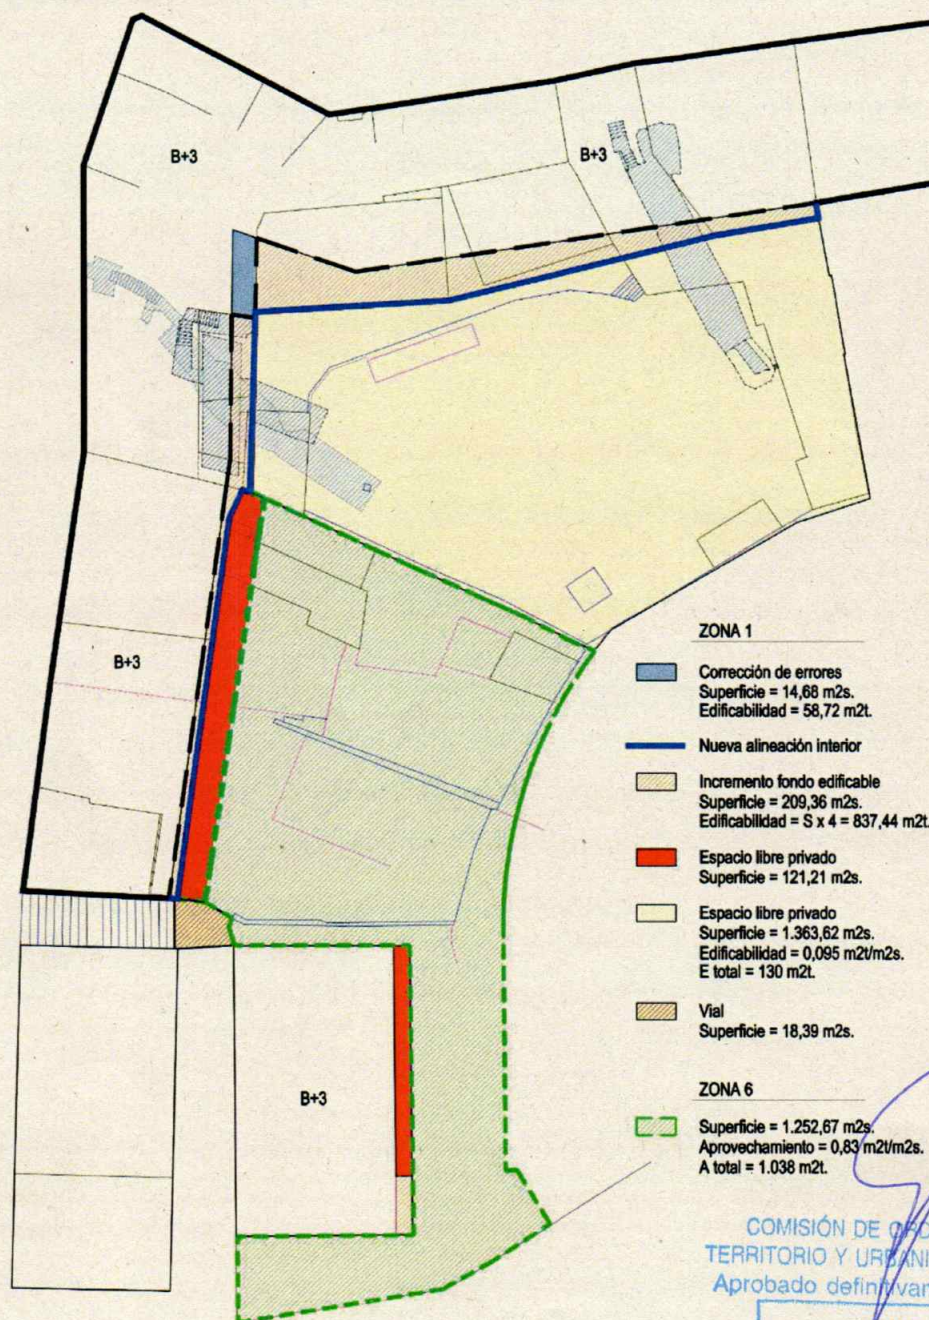 B+3
B+3
B+3
B+3
ZONA 1
Corrección de errores
Superficie = 14,68 m2s.
Edificabilidad = 58,72 m2t.
Nueva alineación interior
Incremento fondo edificable
Superficie = 209,36 m2s.
Edificabilidad = S x 4 = 837,44 m2t.
Espacio libre privado
Superficie = 121,21 m2s.
Espacio libre privado
Superficie = 1.363,62 m2s.
Edificabilidad = 0,095 m2t/m2s.
E total = 130 m2t.
Vial
Superficie = 18,39 m2s.
ZONA 6
Superficie = 1.252,67 m2s.
Aprovechamiento = 0,83 m2t/m2s.
A total = 1.038 m2t.
COMISIÓN DE
TERRITORIO Y
Aprobado